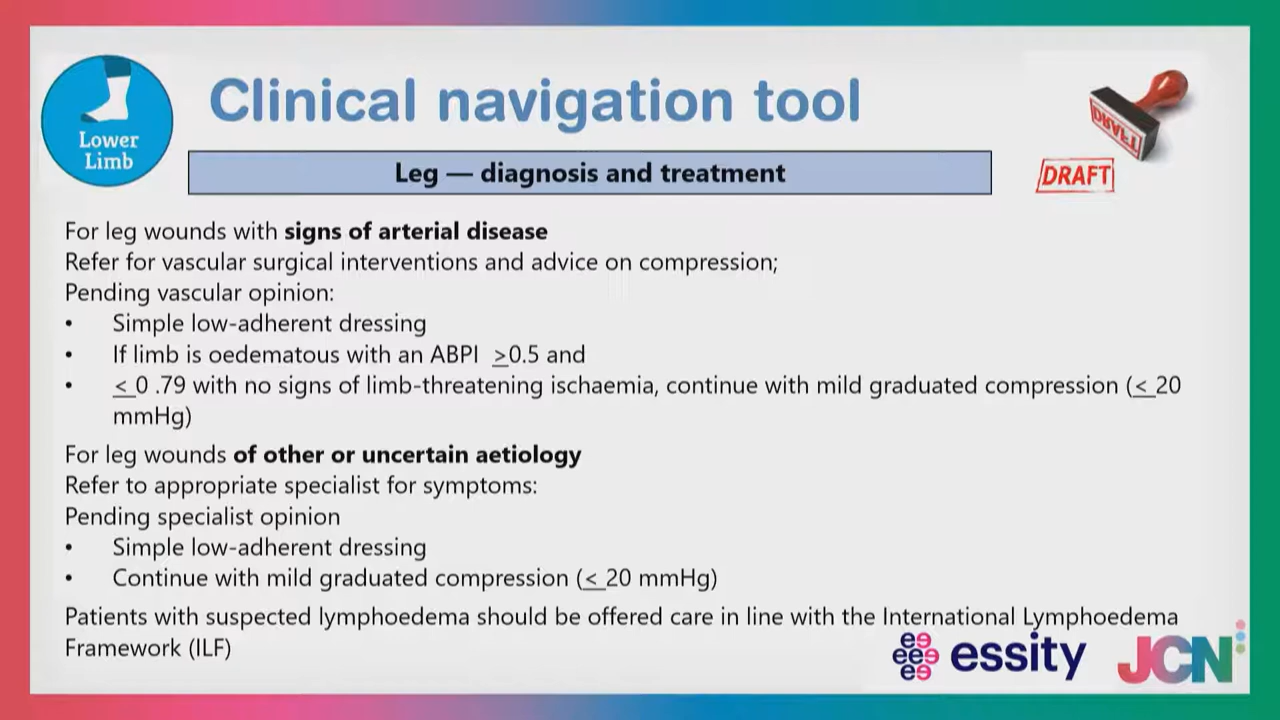 Lower
Limb
Clinical navigation tool
DRAFT
DRAFT
Leg — diagnosis and treatment
For leg wounds with signs of arterial disease
Refer for vascular surgical interventions and advice on compression;
Pending vascular opinion:
• Simple low-adherent dressing
• If limb is oedematous with an ABPI >0.5 and
• < 0 .79 with no signs of limb-threatening ischaemia, continue with mild graduated compression (< 20
mmHg)
For leg wounds of other or uncertain aetiology
Refer to appropriate specialist for symptoms:
Pending specialist opinion
• Simple low-adherent dressing
• Continue with mild graduated compression (< 20 mmHg)
Patients with suspected lymphoedema should be offered care in line with the International Lymphoedema
Framework (ILF)
essity
JCN